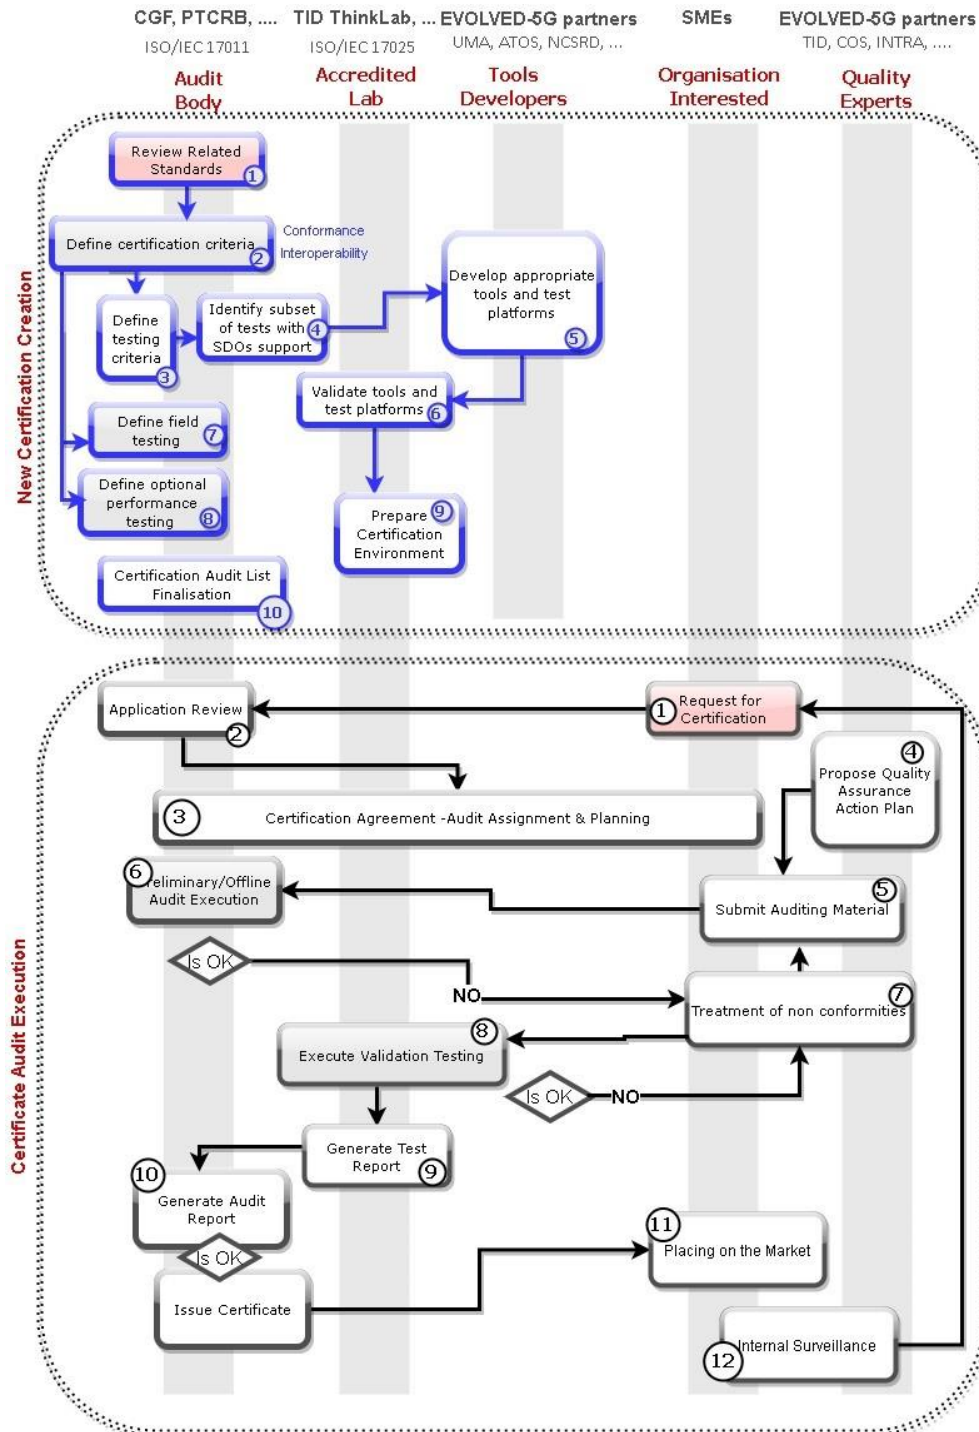 CGF, PTCRB, ....
TID ThinkLab, ...
EVOLVED-5G partners
SMEs
EVOLVED-5G partners
ISO/IEC 17011
ISO/IEC 17025
UMA, ATOS, NCSRD, ...
TID, COS, INTRA, ....
Audit
Body
Accredited
Lab
Tools
Developers
Organisation
Interested
Quality
Experts
New Certification Creation
Review Related
Standards
1
Define certification criteria
2
Conformance
Interoperability
Define
testing
criteria
3
Identify subset
of tests with
SDOs support
4
Develop appropriate
tools and test
platforms
5
Validate tools and
test platforms
6
Define field
testing
7
Define optional
performance
testing
8
Prepare
Certification
Environment
9
Certification Audit List
Finalisation
10
Certificate Audit Execution
1
Request for
Certification
Application Review
2
3
Certification Agreement -Audit Assignment & Planning
4
Propose Quality
Assurance
Action Plan
5
Submit Auditing Material
6
Preliminary/Offline
Audit Execution
Is OK
NO
7
Treatment of non conformities
8
Execute Validation Testing
Is OK
NO
Generate Test
Report
9
10
Generate Audit
Report
Is OK
Issue Certificate
11
Placing on the Market
12
Internal Surveillance